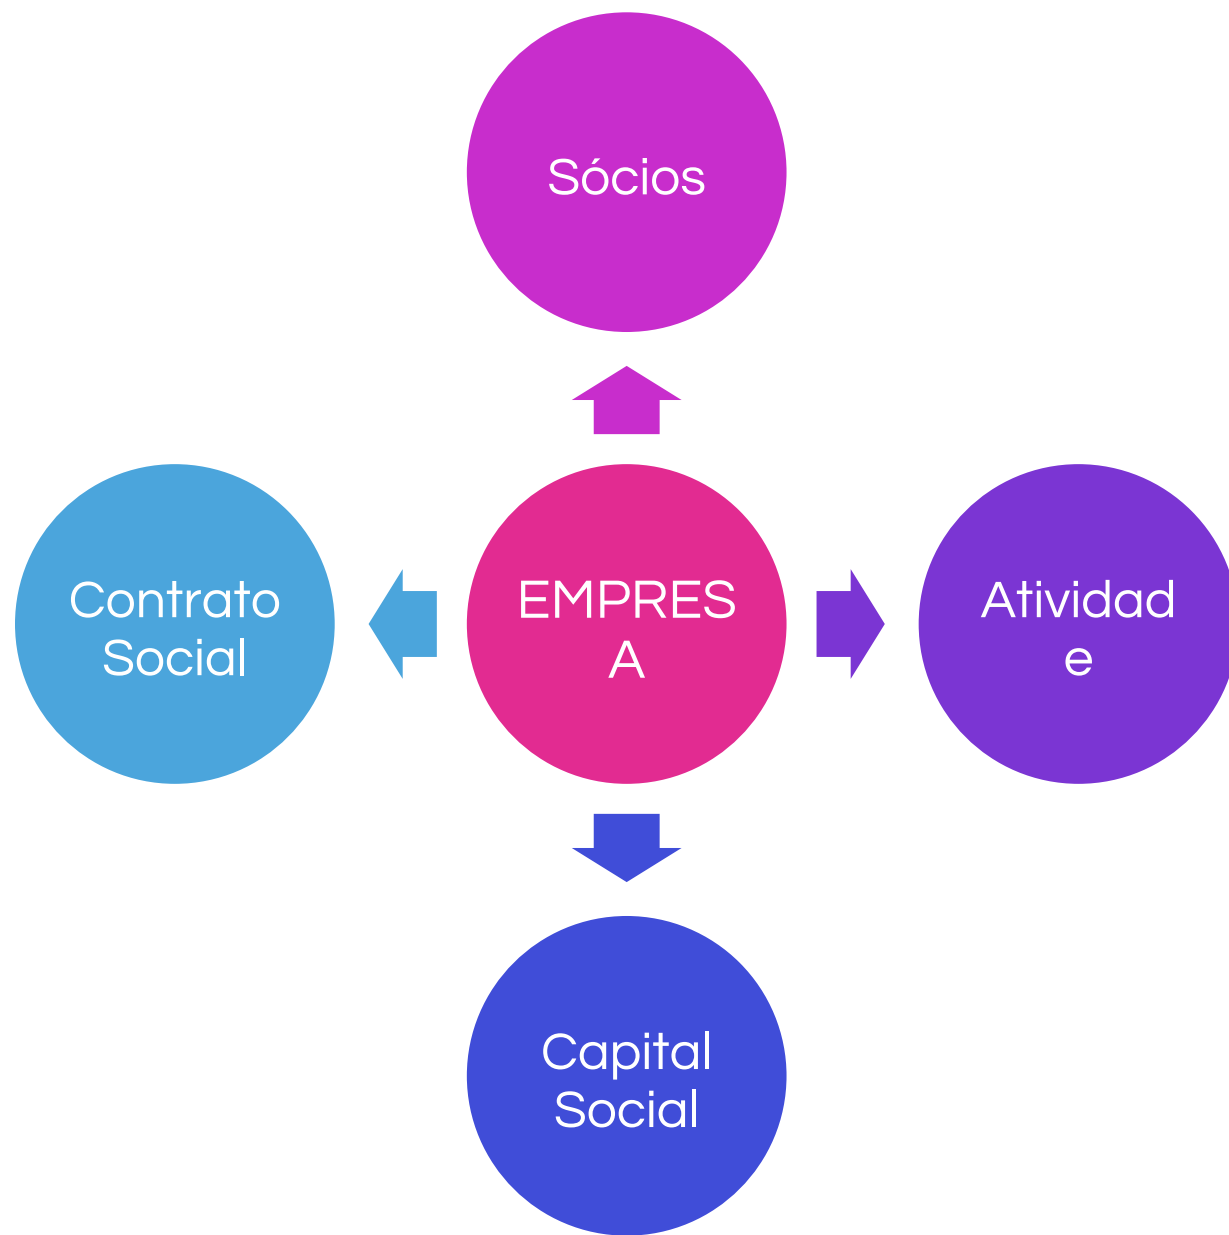 Sócios
Contrato
Social
EMPRES
A
Atividad
e
Capital
Social